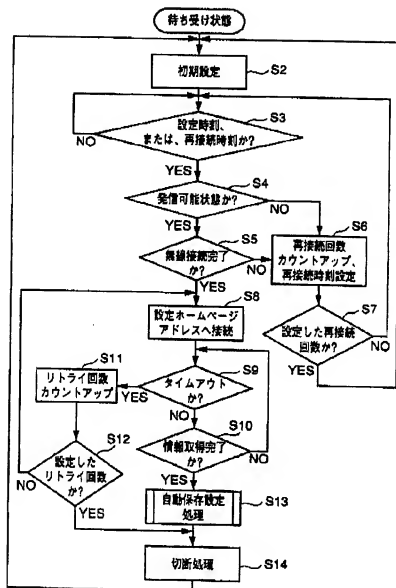 待ち受け状態
初期設定
S2
S3
設定時刻、
または、再接続時刻か?
NO
YES
S4
発信可能状態か?
NO
YES
S5
無線接続完了
か?
NO
YES
S6
再接続回数
カウントアップ、
再接続時刻設定
S7
設定した再接続
回数か?
NO
YES
S8
設定ホームページ
アドレスへ接続
S9
タイムアウト
か?
YES
NO
S11
リトライ回数
カウントアップ
S10
情報取得完了
か?
NO
YES
S12
設定した
リトライ回数
か?
NO
YES
S13
自動保存設定
処理
切断処理
S14